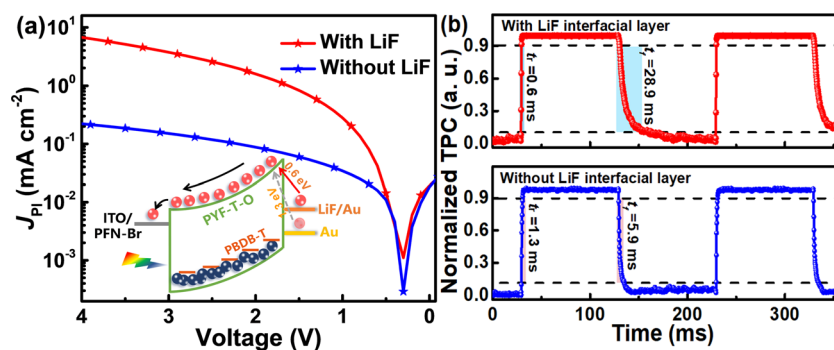 (a)
10¹
10⁰
10⁻¹
10⁻²
10⁻³
J_PI (mA cm⁻²)
With LiF
Without LiF
0.6 eV
1.3 eV
PYF-T-O
ITO/
PFN-Br
LiF/Au
Au
PBDB-T
4
3
2
1
0
Voltage (V)
(b)
With LiF interfacial layer
0.9
0.6
0.3
0.0
t_r=0.6 ms
t_f=28.9 ms
Without LiF interfacial layer
0.9
0.6
0.3
0.0
t_r=1.3 ms
t_f=5.9 ms
Normalized TPC (a. u.)
0
100
200
300
Time (ms)